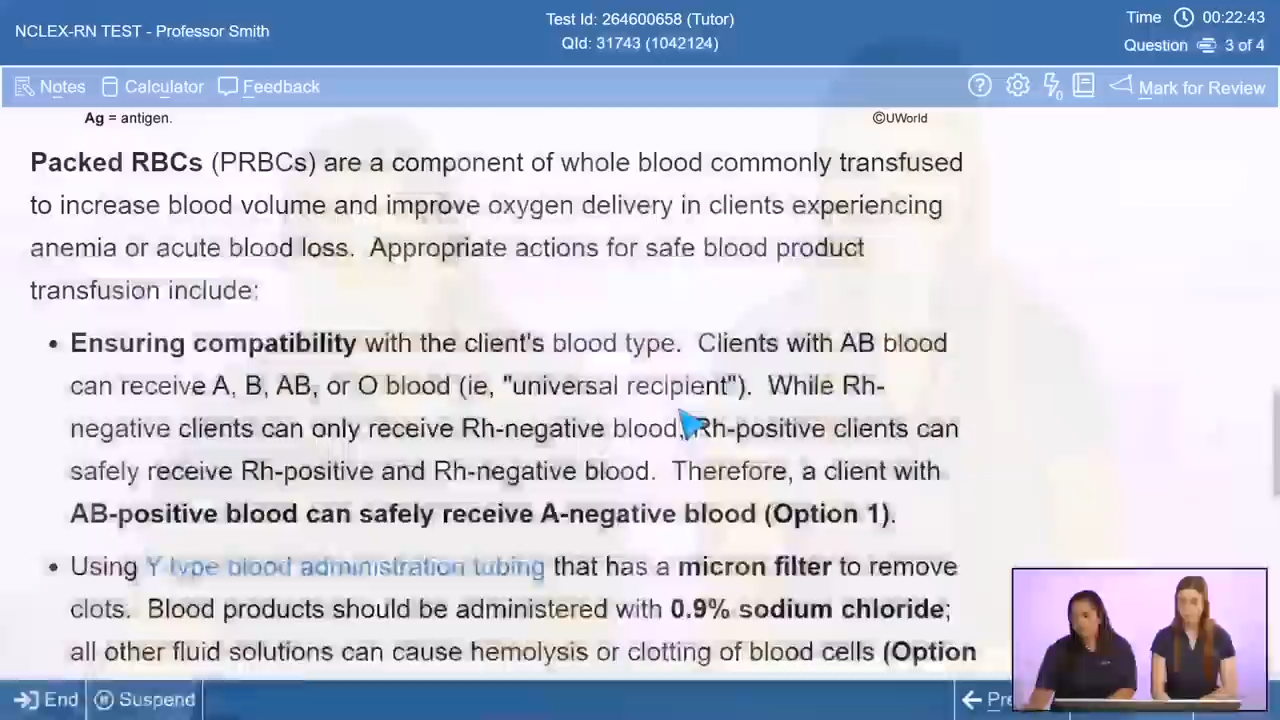 NCLEX-RN TEST - Professor Smith
Test Id: 264600658 (Tutor)
QId: 31743 (1042124)
Time 00:22:43
Question 3 of 4
Notes Calculator Feedback
0 Mark for Review
Ag = antigen.
©UWorld
Packed RBCs (PRBCs) are a component of whole blood commonly transfused
to increase blood volume and improve oxygen delivery in clients experiencing
anemia or acute blood loss. Appropriate actions for safe blood product
transfusion include:
• Ensuring compatibility with the client's blood type. Clients with AB blood
can receive A, B, AB, or O blood (ie, "universal recipient"). While Rh-
negative clients can only receive Rh-negative blood, Rh-positive clients can
safely receive Rh-positive and Rh-negative blood. Therefore, a client with
AB-positive blood can safely receive A-negative blood (Option 1).
• Using Y-type blood administration tubing that has a micron filter to remove
clots. Blood products should be administered with 0.9% sodium chloride;
all other fluid solutions can cause hemolysis or clotting of blood cells (Option
End Suspend